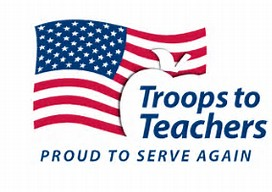 Troops to
Teachers
PROUD TO SERVE AGAIN